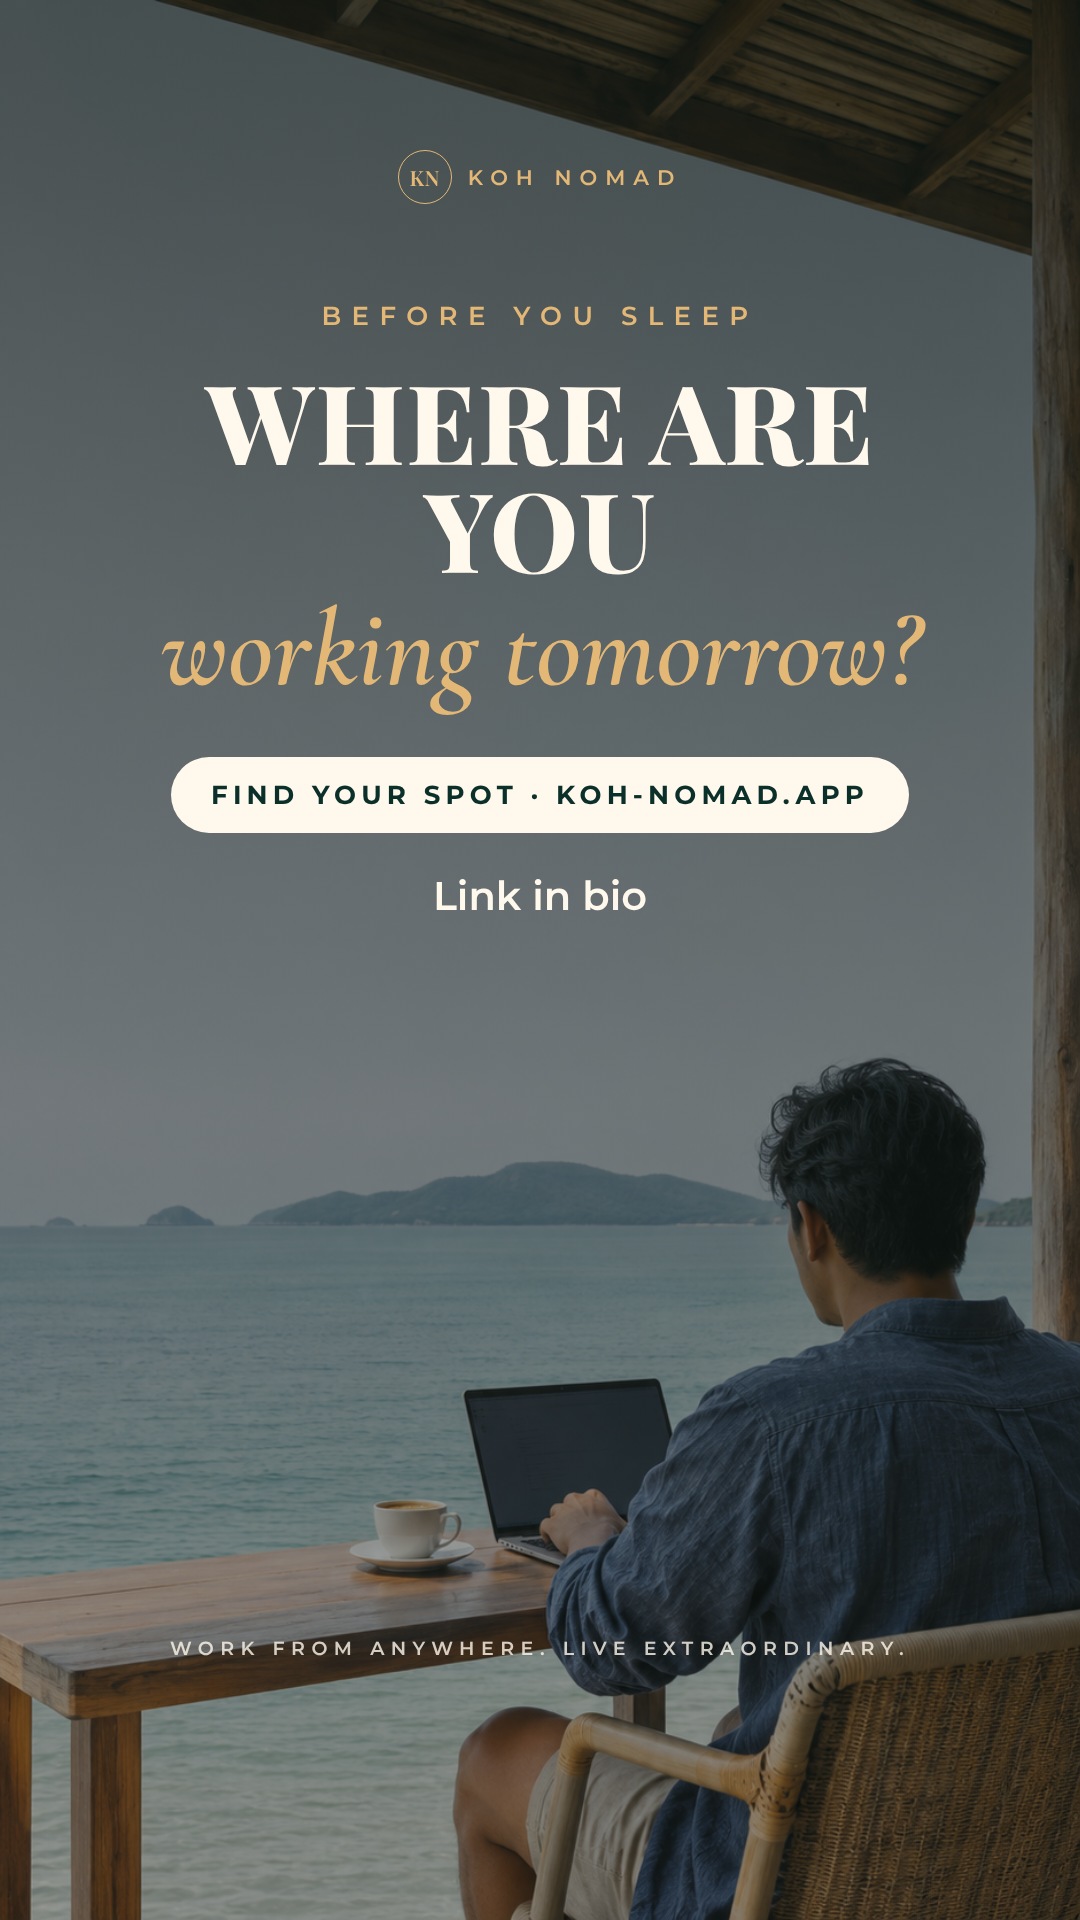 KN KOH NOMAD
BEFORE YOU SLEEP
WHERE ARE
YOU
working tomorrow?
FIND YOUR SPOT · KOH-NOMAD.APP
Link in bio
WORK FROM ANYWHERE. LIVE EXTRAORDINARY.